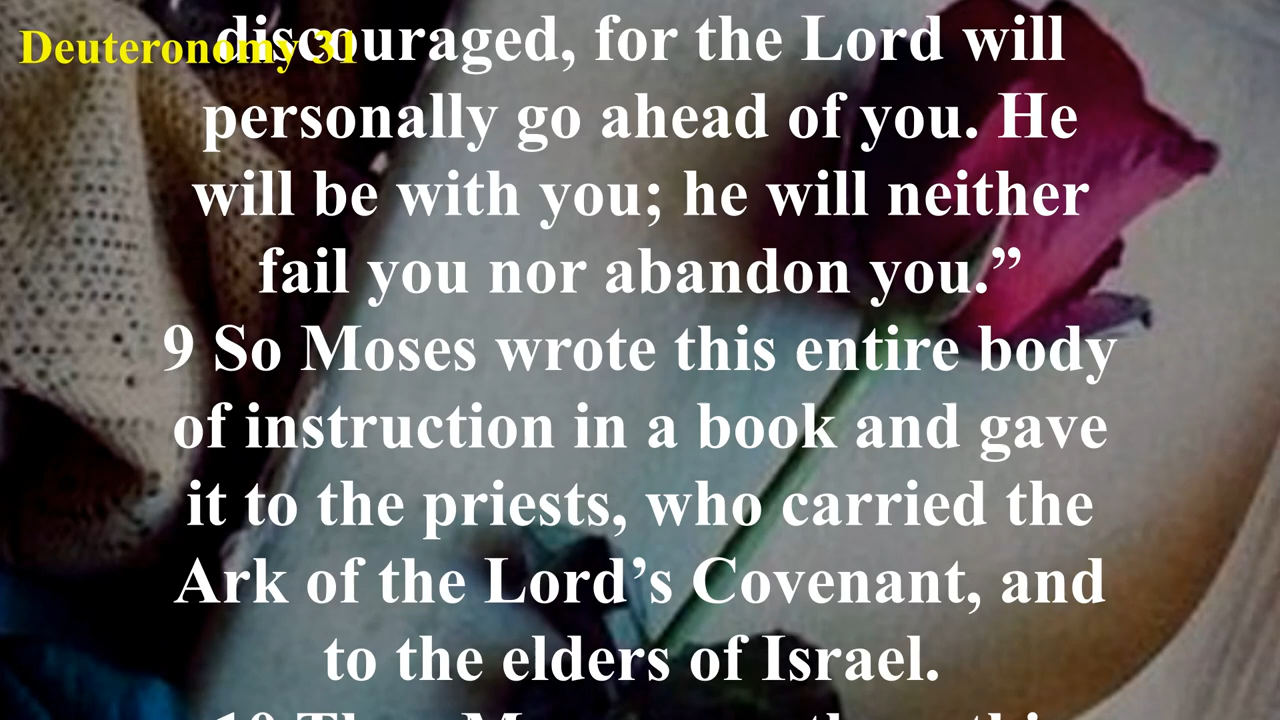 Deuteronomy 31
discouraged, for the Lord will
personally go ahead of you. He
will be with you; he will neither
fail you nor abandon you.”
9 So Moses wrote this entire body
of instruction in a book and gave
it to the priests, who carried the
Ark of the Lord’s Covenant, and
to the elders of Israel.